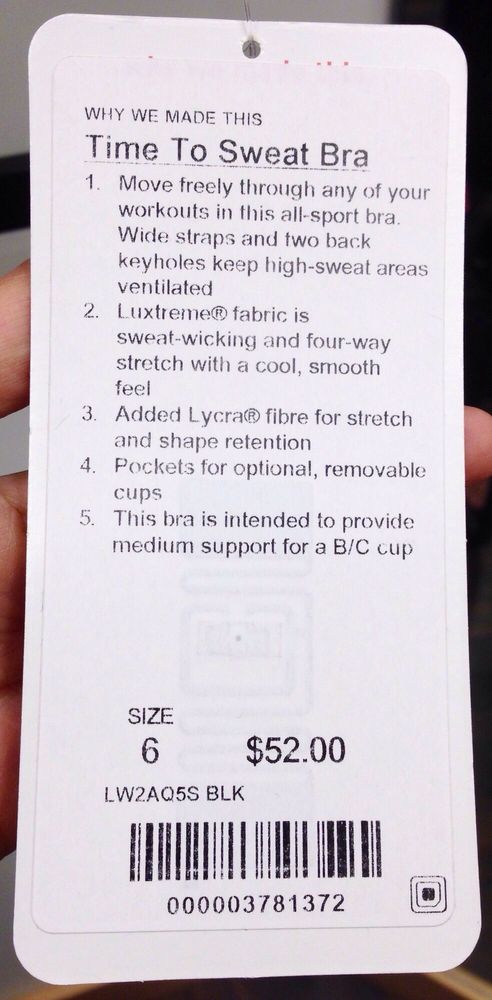 WHY WE MADE THIS
Time To Sweat Bra
1. Move freely through any of your
workouts in this all-sport bra.
Wide straps and two back
keyholes keep high-sweat areas
ventilated
2. Luxtreme® fabric is
sweat-wicking and four-way
stretch with a cool, smooth
feel
3. Added Lycra® fibre for stretch
and shape retention
4. Pockets for optional, removable
cups
5. This bra is intended to provide
medium support for a B/C cup
SIZE
6 $52.00
LW2AQ5S BLK
000003781372